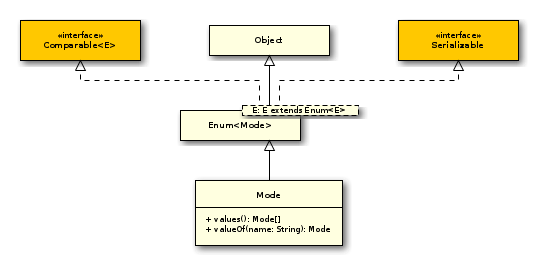 «interface»
Comparable<E>
Object
«interface»
Serializable
E: E extends Enum<E>
Enum<Mode>
Mode
+ values(): Mode[]
+ valueOf(name: String): Mode